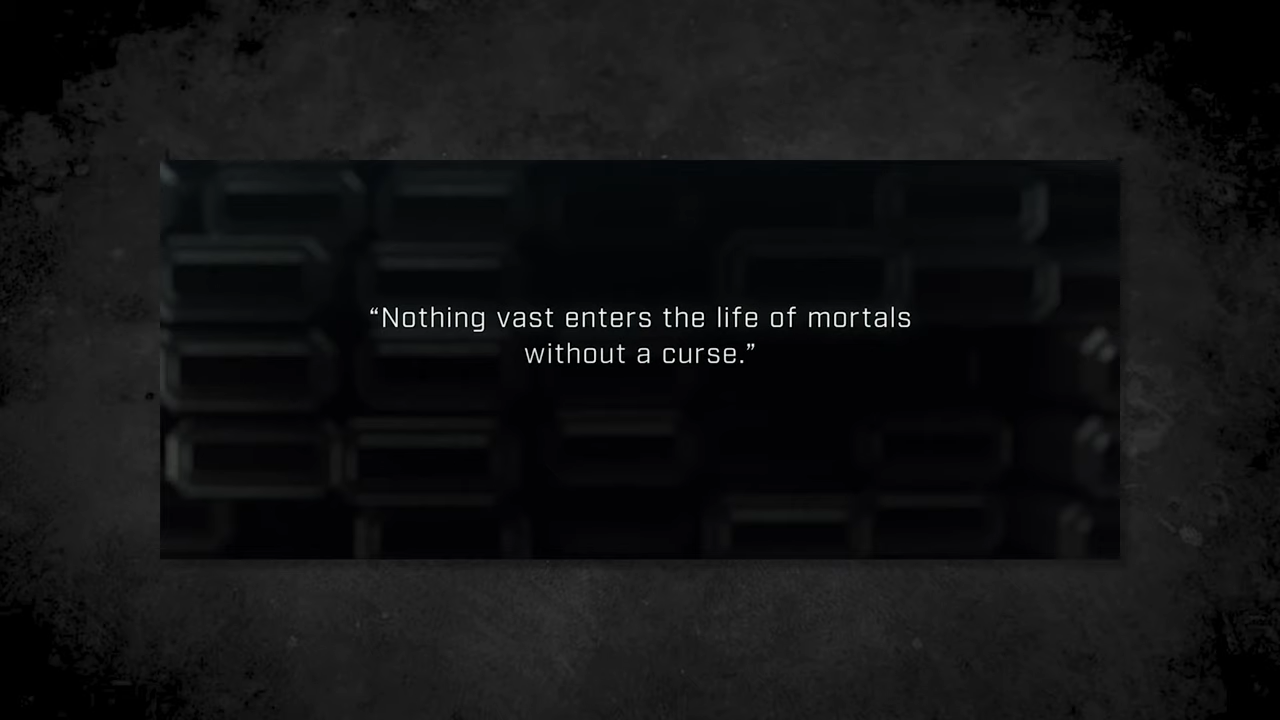 “Nothing vast enters the life of mortals
without a curse.”